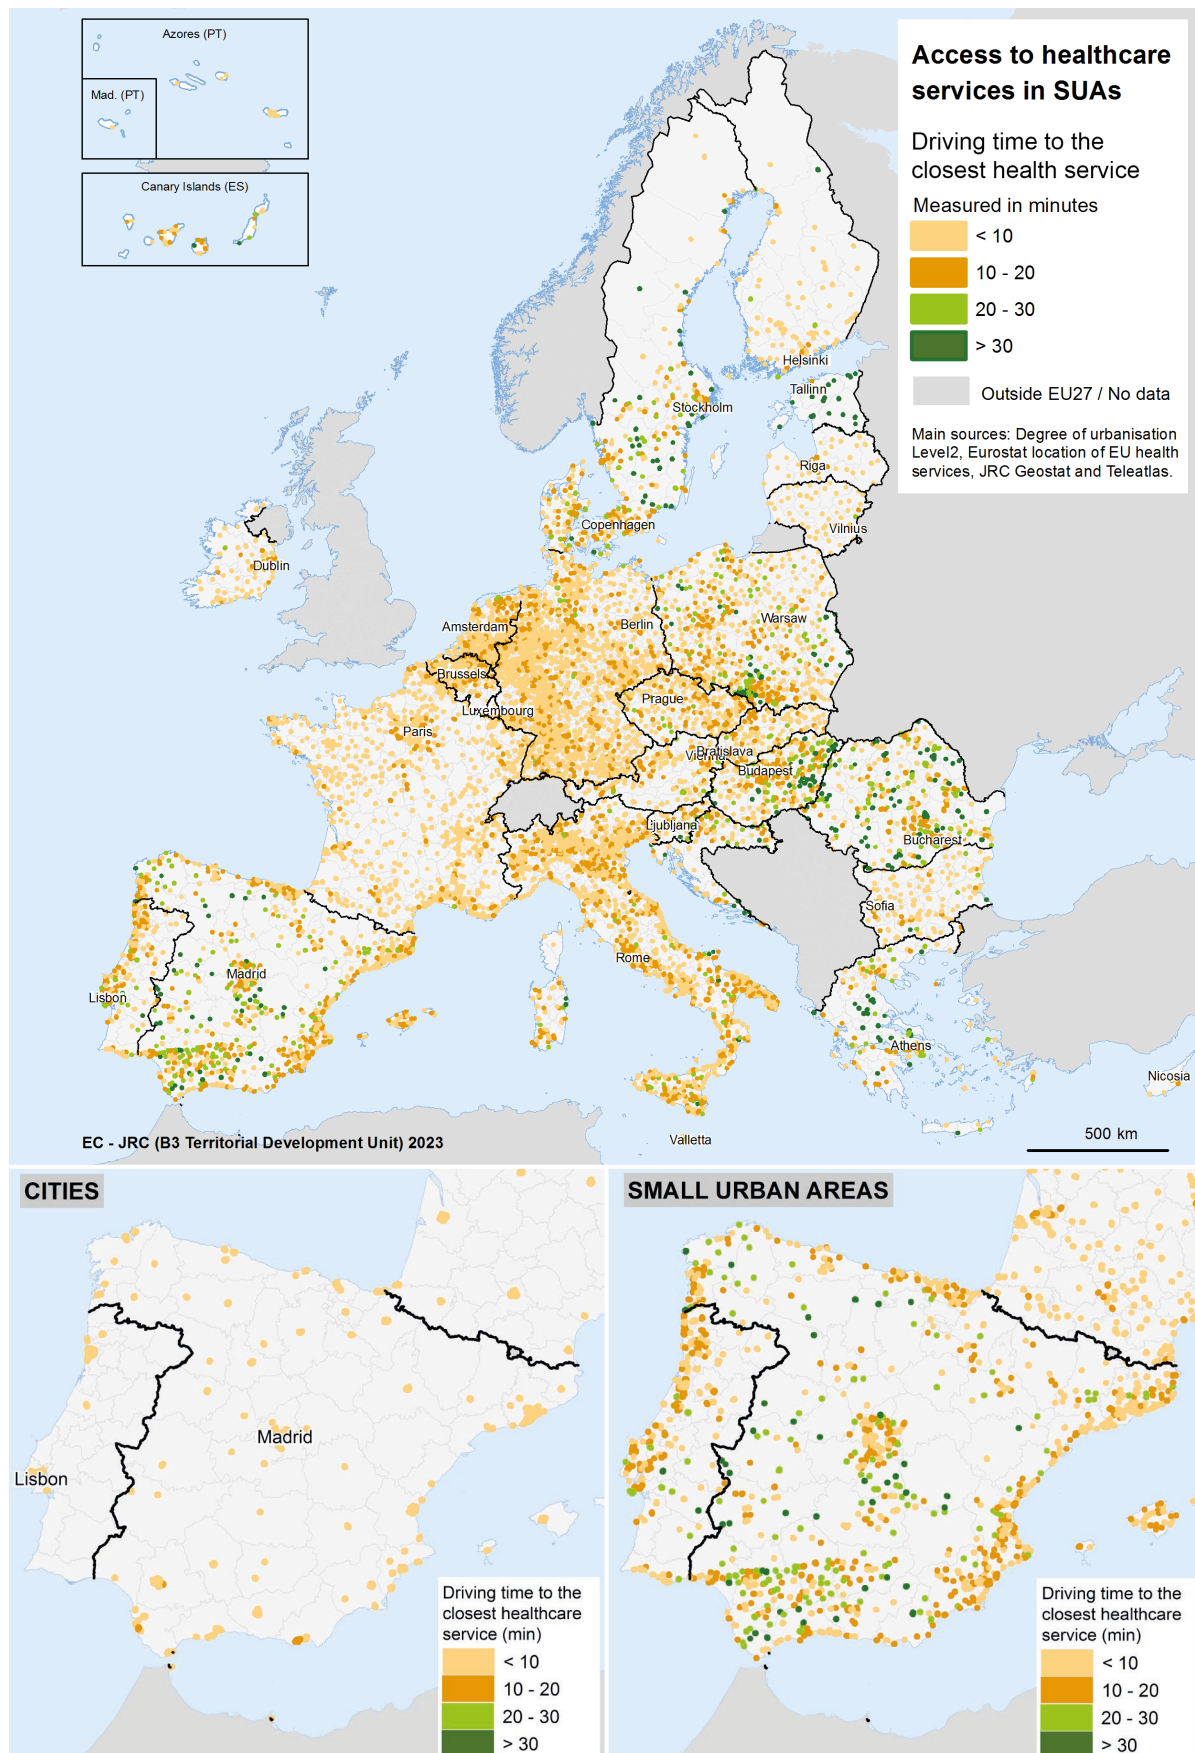 Azores (PT)
Mad. (PT)
Canary Islands (ES)
Access to healthcare
services in SUAs
Driving time to the
closest health service
Measured in minutes
< 10
10 - 20
20 - 30
> 30
Outside EU27 / No data
Main sources: Degree of urbanisation
Level2, Eurostat location of EU health
services, JRC Geostat and Teleatlas.
Helsinki
Tallinn
Stockholm
Riga
Vilnius
Copenhagen
Dublin
Amsterdam
Berlin
Warsaw
Brussels
Prague
Luxembourg
Paris
Bratislava
Vienna
Budapest
Ljubljana
Bucharest
Sofia
Rome
Madrid
Lisbon
Athens
Nicosia
Valletta
500 km
EC - JRC (B3 Territorial Development Unit) 2023
CITIES
Madrid
Lisbon
Driving time to the
closest healthcare
service (min)
< 10
10 - 20
20 - 30
> 30
SMALL URBAN AREAS
Driving time to the
closest healthcare
service (min)
< 10
10 - 20
20 - 30
> 30